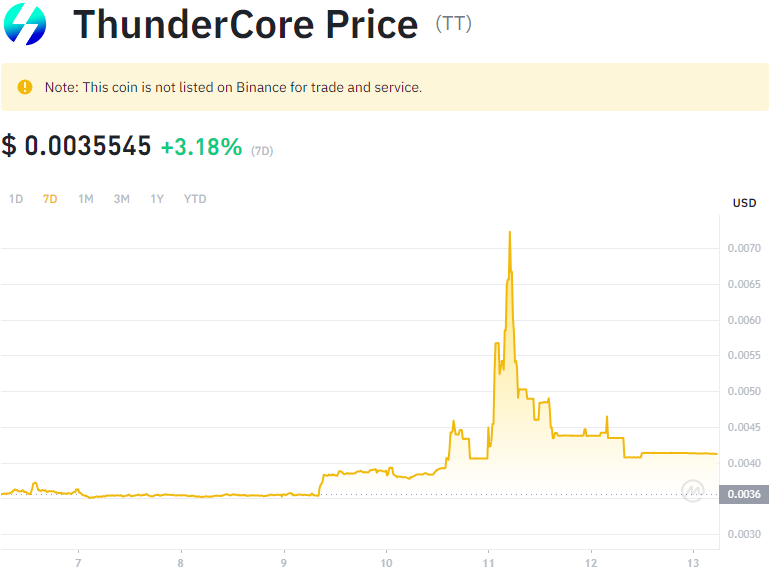 ThunderCore Price (TT)
Note: This coin is not listed on Binance for trade and service.
$ 0.0035545 +3.18% (7D)
1D 7D 1M 3M 1Y YTD
USD
0.0070
0.0065
0.0060
0.0055
0.0050
0.0045
0.0040
0.0036
0.0030
7 8 9 10 11 12 13